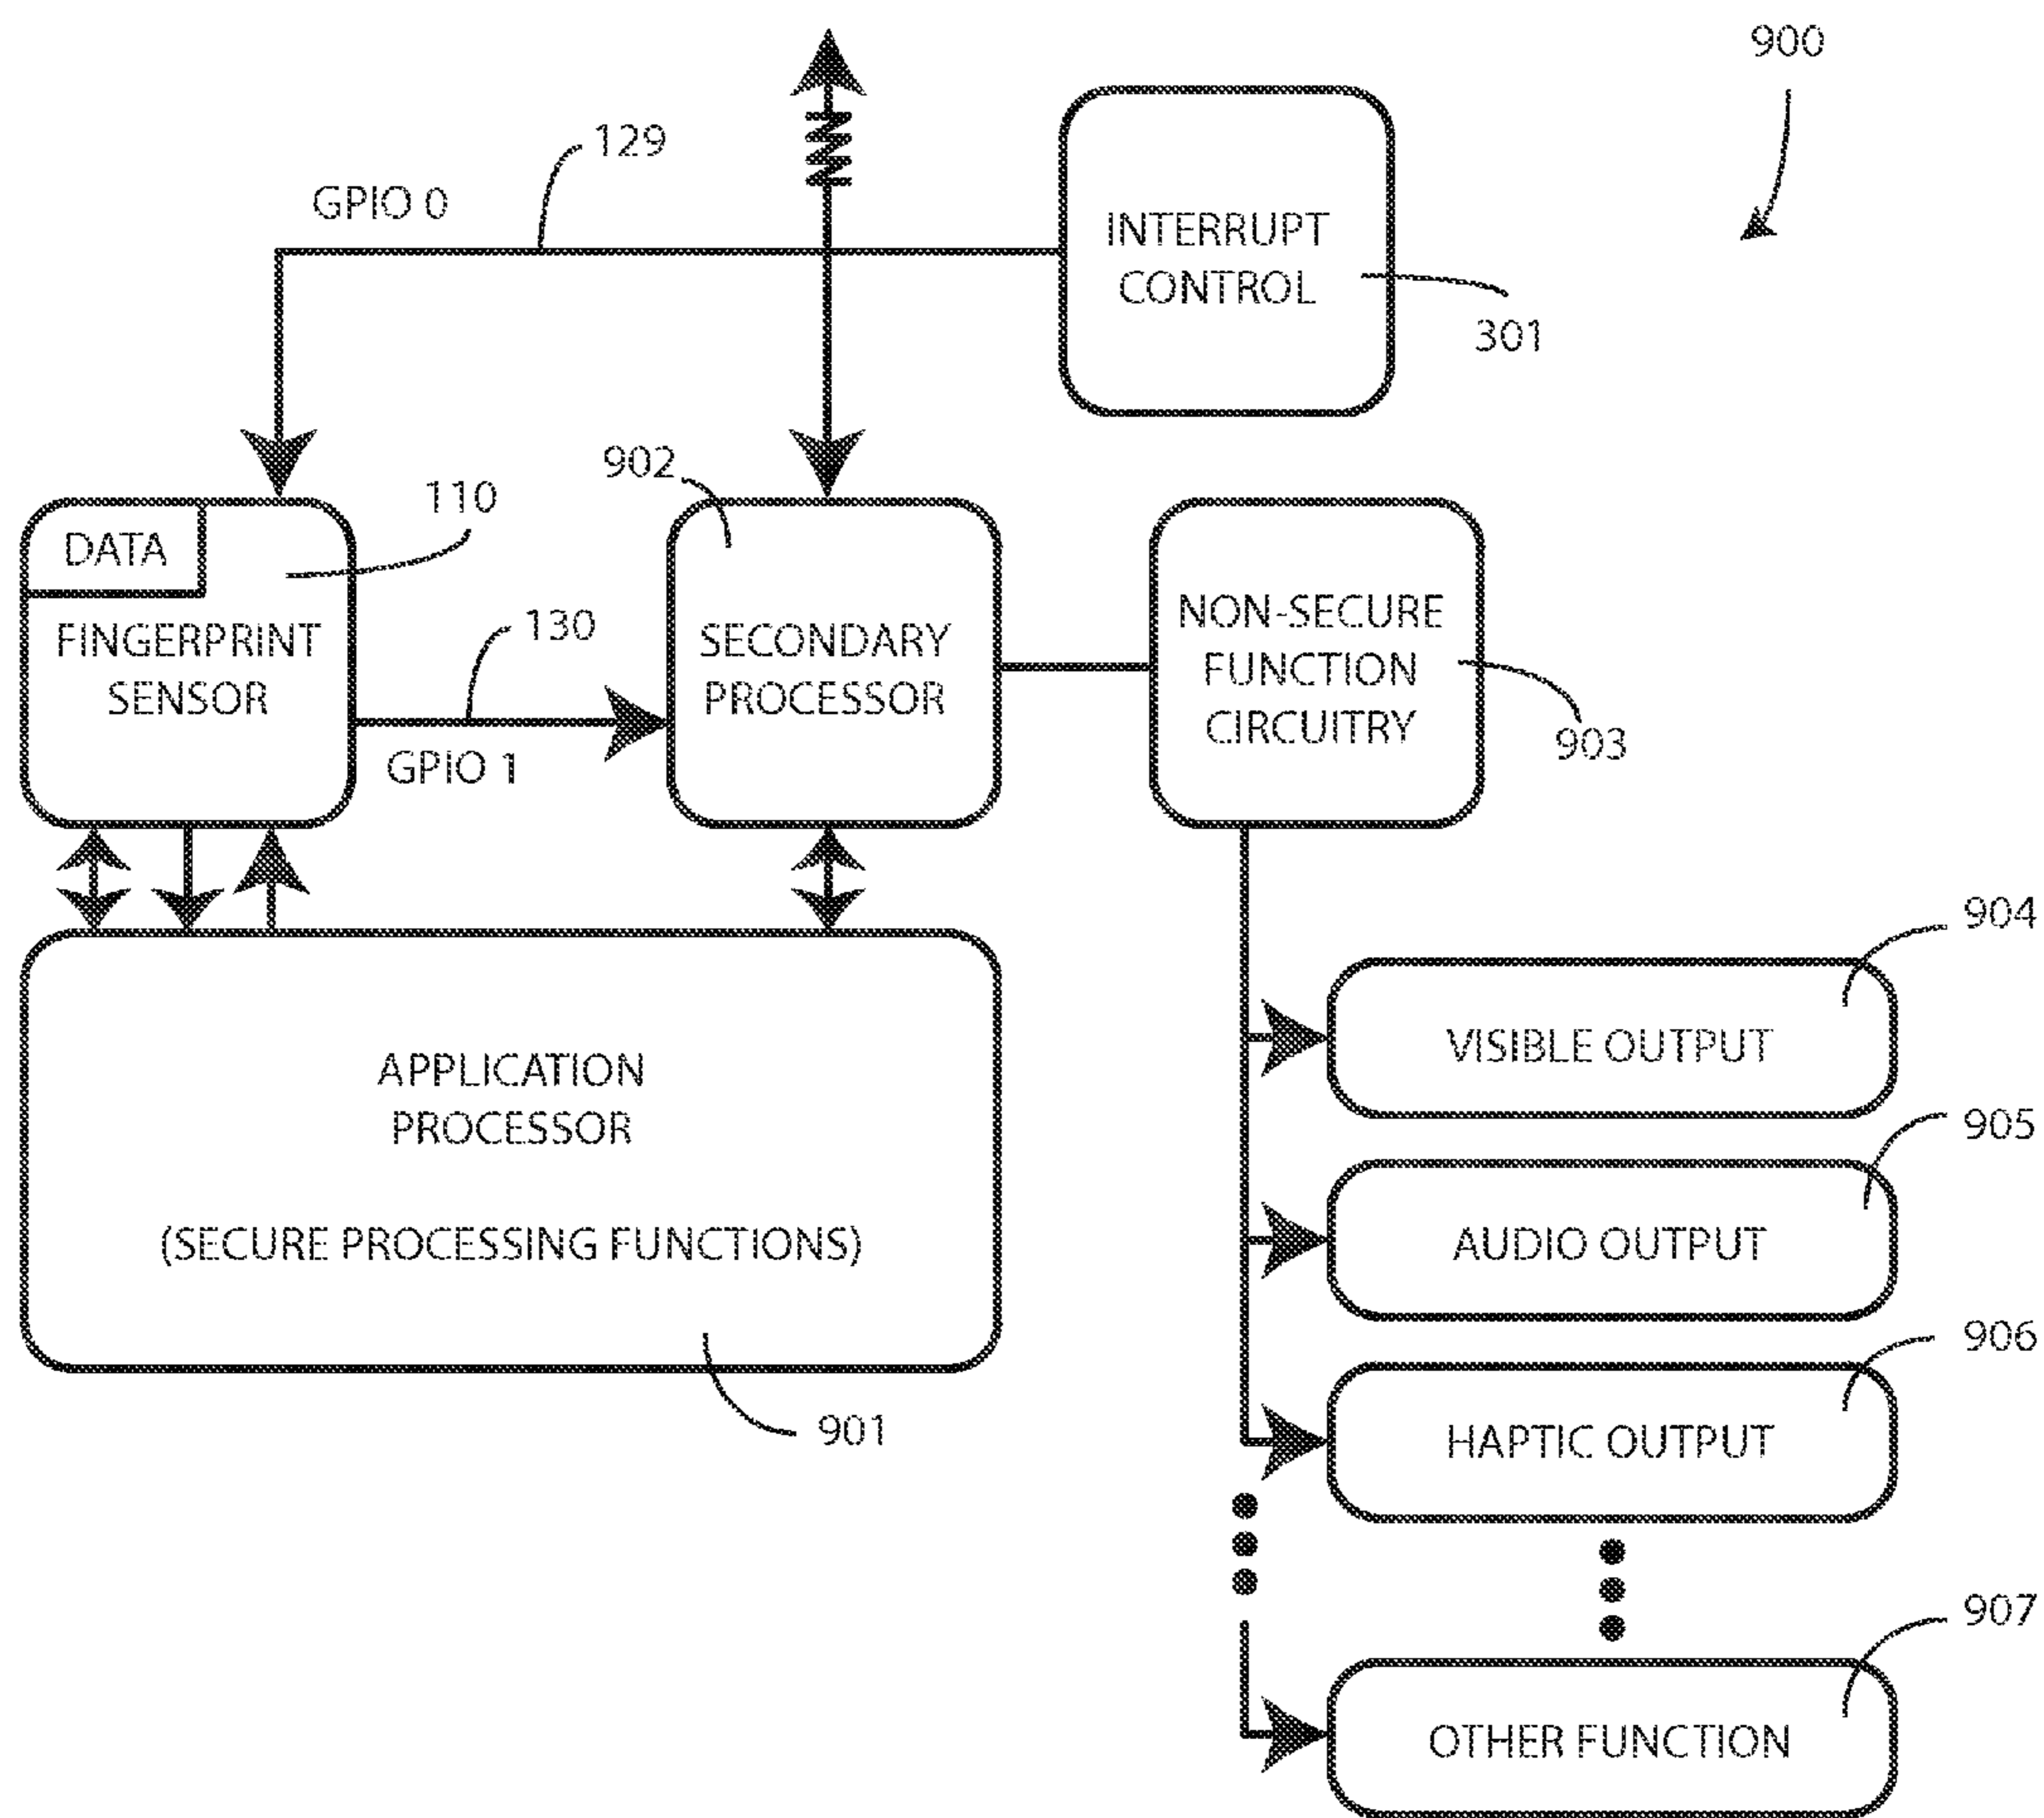 900
129
GPIO 0
INTERRUPT
CONTROL
301
902
110
DATA
FINGERPRINT
SENSOR
130
GPIO 1
SECONDARY
PROCESSOR
NON-SECURE
FUNCTION
CIRCUITRY
903
APPLICATION
PROCESSOR
(SECURE PROCESSING FUNCTIONS)
901
904
VISIBLE OUTPUT
905
AUDIO OUTPUT
906
HAPTIC OUTPUT
907
OTHER FUNCTION